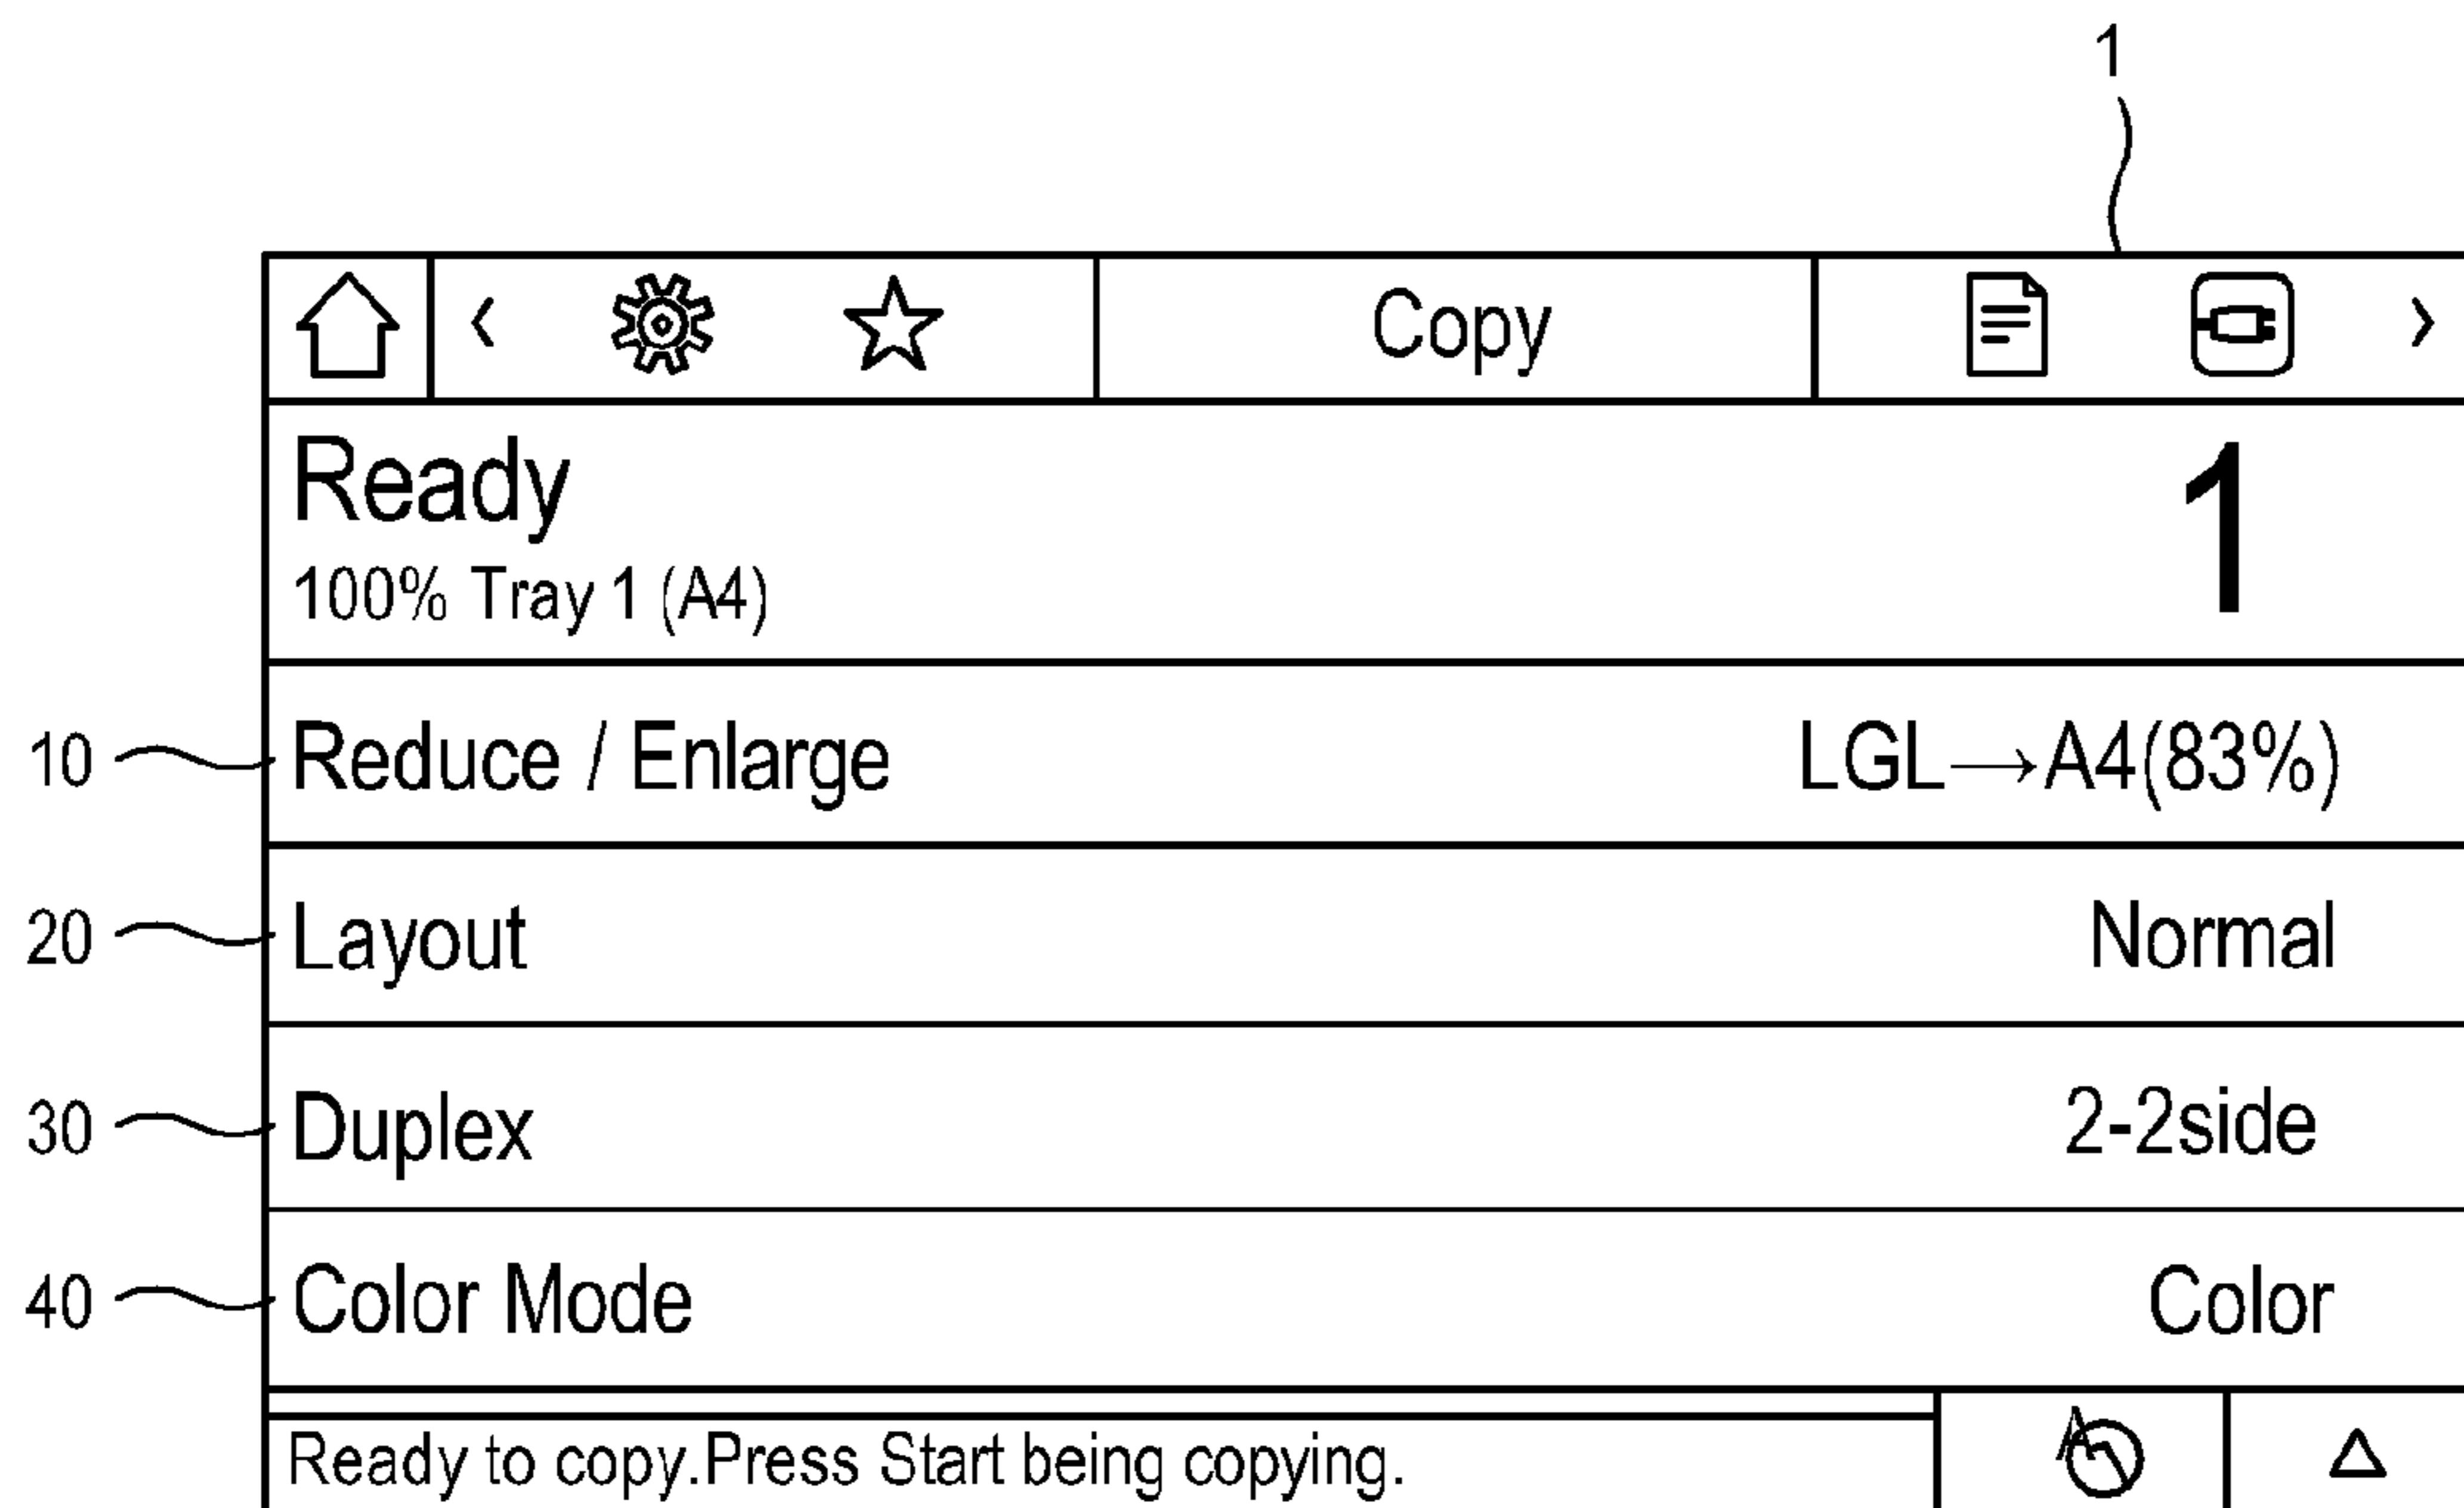 1
Copy
Ready 1
100% Tray 1 (A4)
10 Reduce / Enlarge LGL→A4(83%)
20 Layout Normal
30 Duplex 2-2side
40 Color Mode Color
Ready to copy.Press Start being copying.